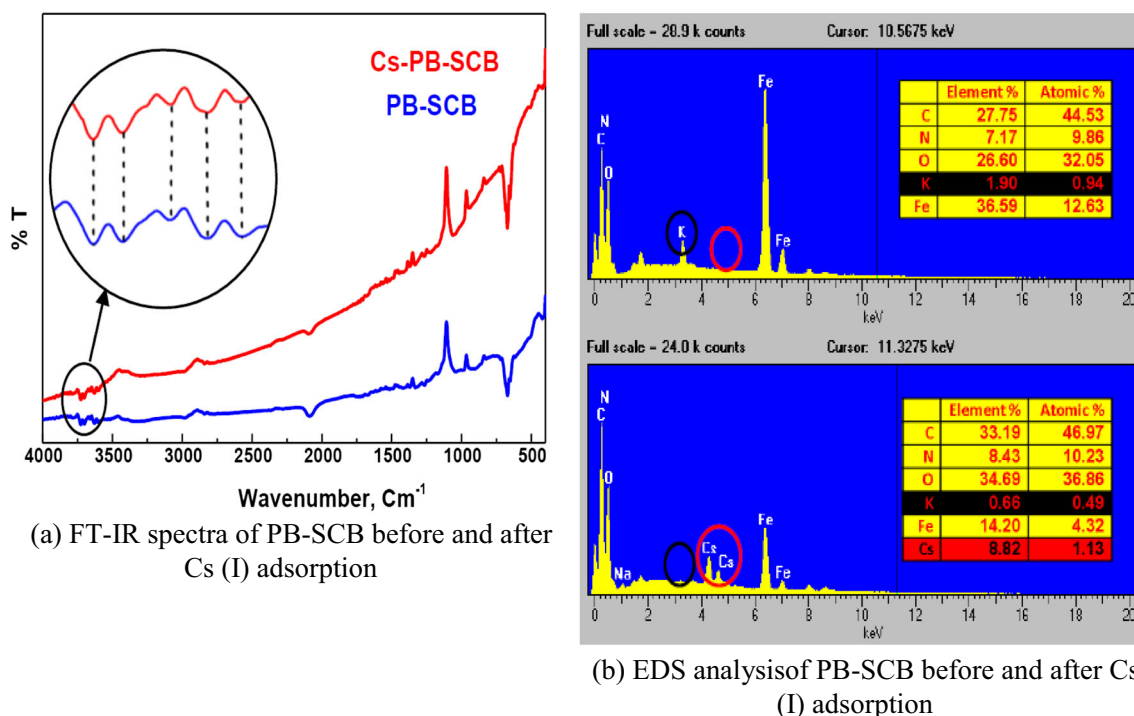 Cs-PB-SCB
PB-SCB
% T
4000 3500 3000 2500 2000 1500 1000 500
Wavenumber, Cm-1
(a) FT-IR spectra of PB-SCB before and after
Cs (I) adsorption
Full scale = 28.9 k counts Cursor: 10.5675 keV
Fe
N
C
O
K
Fe
Element % Atomic %
C 27.75 44.53
N 7.17 9.86
O 26.60 32.05
K 1.90 0.94
Fe 36.59 12.63
0 2 4 6 8 10 12 14 16 18 20
keV
Full scale = 24.0 k counts Cursor: 11.3275 keV
N
C
O
Na
Cs
Cs
Fe
Fe
Element % Atomic %
C 33.19 46.97
N 8.43 10.23
O 34.69 36.86
K 0.66 0.49
Fe 14.20 4.32
Cs 8.82 1.13
0 2 4 6 8 10 12 14 16 18 20
keV
(b) EDS analysisof PB-SCB before and after Cs
(I) adsorption